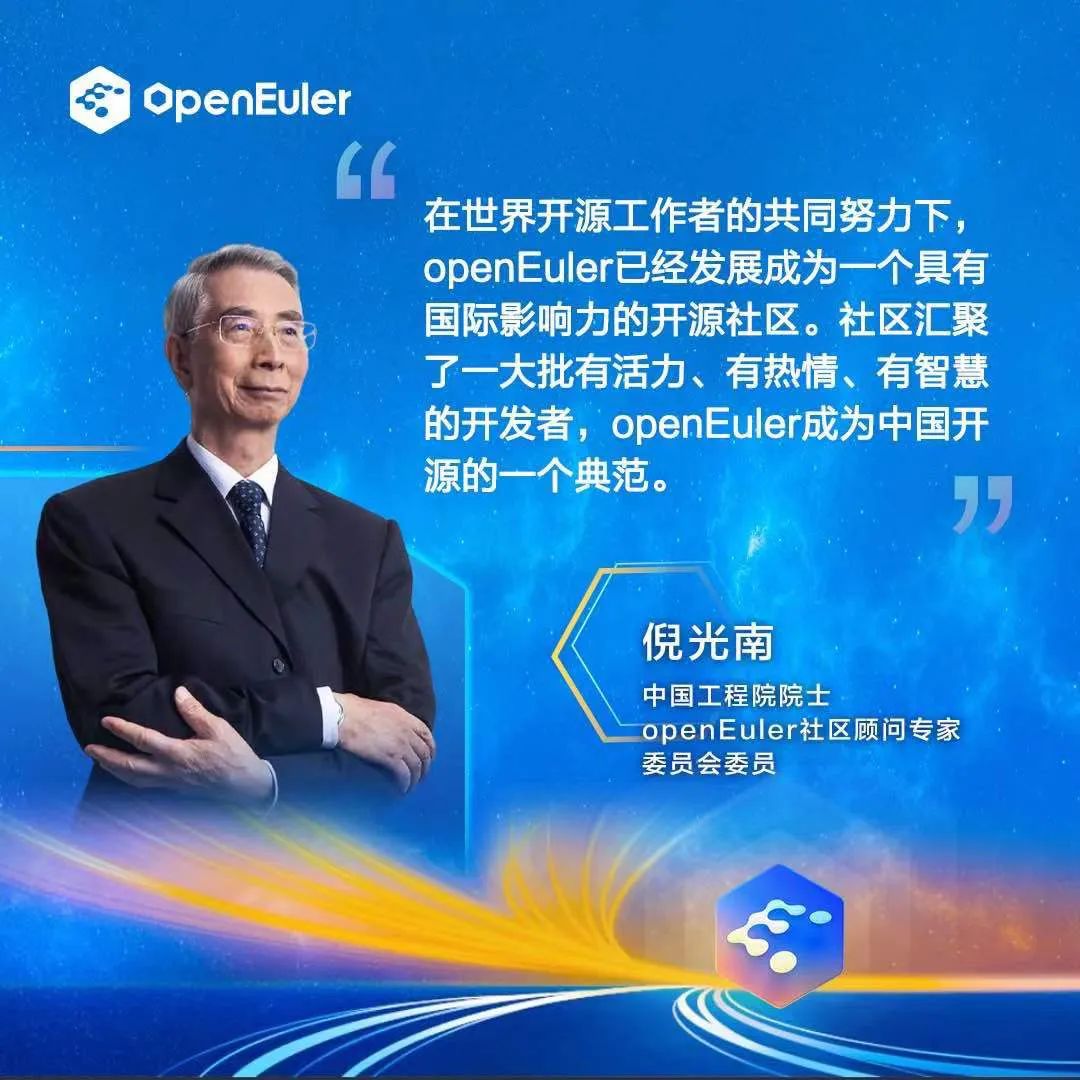 OpenEuler
在世界开源工作者的共同努力下，
openEuler已经发展成为一个具有
国际影响力的开源社区。社区汇聚
了一大批有活力、有热情、有智慧
的开发者，openEuler成为中国开
源的一个典范。
倪光南
中国工程院院士
openEuler社区顾问专家
委员会委员